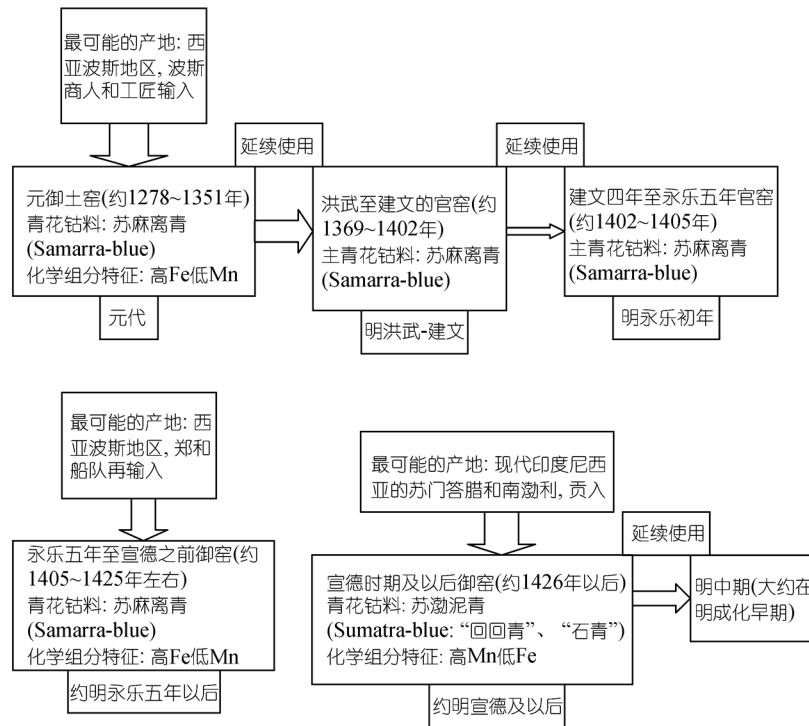 最可能的产地: 西
亚波斯地区, 波斯
商人和工匠输入
延续使用
延续使用
元御土窑(约1278~1351年)
青花钴料: 苏麻离青
(Samarra-blue)
化学组分特征: 高Fe低Mn
洪武至建文的官窑(约
1369~1402年)
主青花钴料: 苏麻离青
(Samarra-blue)
建文四年至永乐五年官窑
(约1402~1405年)
主青花钴料: 苏麻离青
(Samarra-blue)
元代
明洪武-建文
明永乐初年
最可能的产地: 西
亚波斯地区, 郑和
船队再输入
最可能的产地: 现代印度尼西
亚的苏门答腊和南渤利, 贡入
延续使用
永乐五年至宣德之前御窑(约
1405~1425年左右)
青花钴料: 苏麻离青
(Samarra-blue)
化学组分特征: 高Fe低Mn
宣德时期及以后御窑(约1426年以后)
青花钴料: 苏渤泥青
(Sumatra-blue: “回回青”、 “石青”)
化学组分特征: 高Mn低Fe
明中期(大约在
明成化早期)
约明永乐五年以后
约明宣德及以后